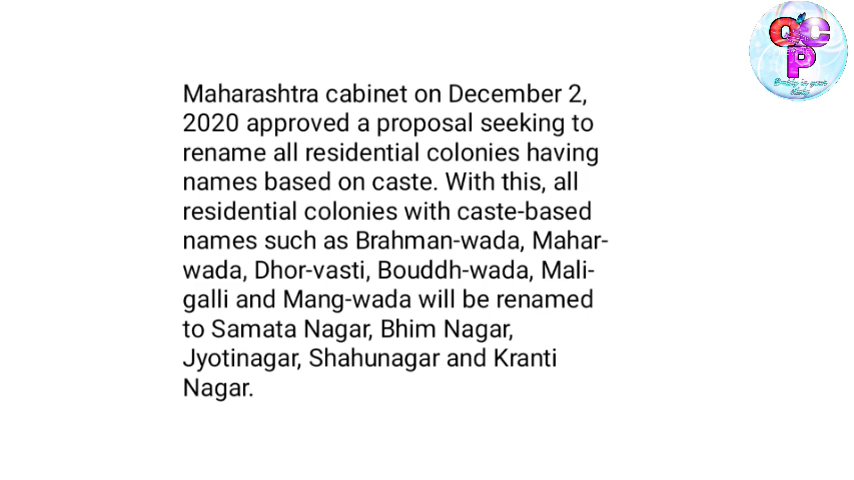 Maharashtra cabinet on December 2,
2020 approved a proposal seeking to
rename all residential colonies having
names based on caste. With this, all
residential colonies with caste-based
names such as Brahman-wada, Mahar-
wada, Dhor-vasti, Bouddh-wada, Mali-
galli and Mang-wada will be renamed
to Samata Nagar, Bhim Nagar,
Jyotinagar, Shahunagar and Kranti
Nagar.
QC
P